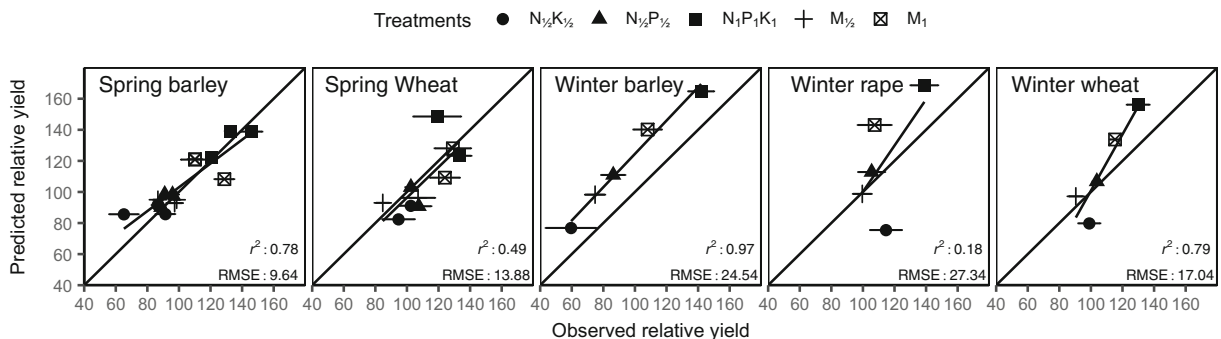 Treatments N½K½ N½P½ N₁P₁K₁ M½ M₁
Spring barley Spring Wheat Winter barley Winter rape Winter wheat
Predicted relative yield
160
140
120
100
80
60
40
r² : 0.78 r² : 0.49 r² : 0.97 r² : 0.18 r² : 0.79
RMSE : 9.64 RMSE : 13.88 RMSE : 24.54 RMSE : 27.34 RMSE : 17.04
40 60 80 100 120 140 160 40 60 80 100 120 140 160 40 60 80 100 120 140 160 40 60 80 100 120 140 160 40 60 80 100 120 140 160
Observed relative yield